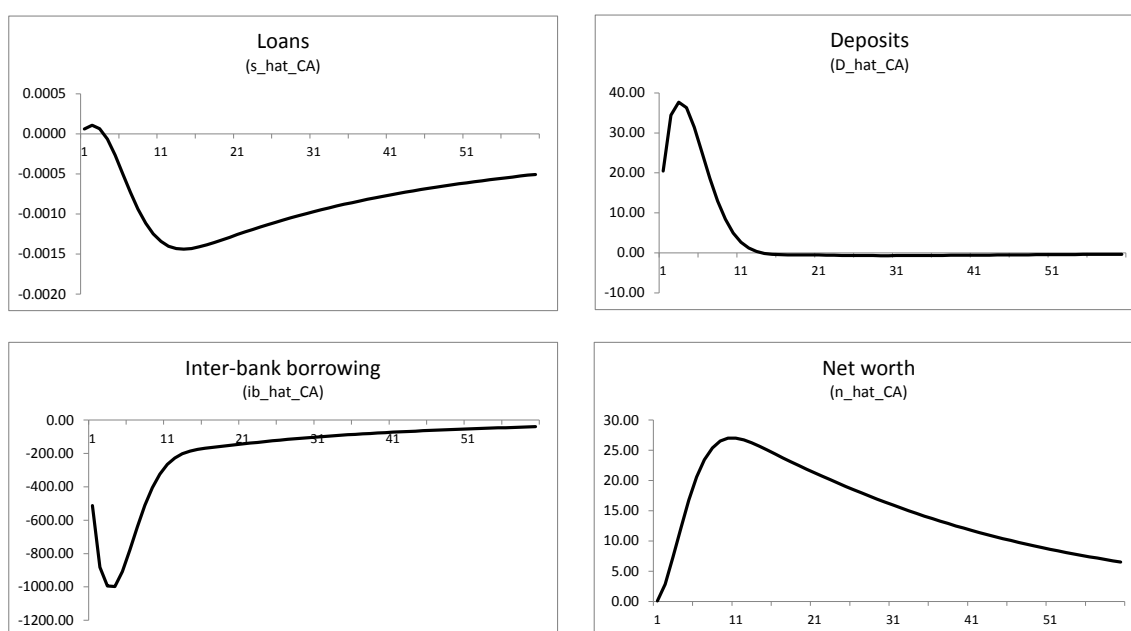 Loans
(s_hat_CA)
0.0005
0.0000
-0.0005
-0.0010
-0.0015
-0.0020
1 11 21 31 41 51
Deposits
(D_hat_CA)
40.00
30.00
20.00
10.00
0.00
-10.00
1 11 21 31 41 51
Inter-bank borrowing
(ib_hat_CA)
0.00
-200.00
-400.00
-600.00
-800.00
-1000.00
-1200.00
1 11 21 31 41 51
Net worth
(n_hat_CA)
30.00
25.00
20.00
15.00
10.00
5.00
0.00
1 11 21 31 41 51